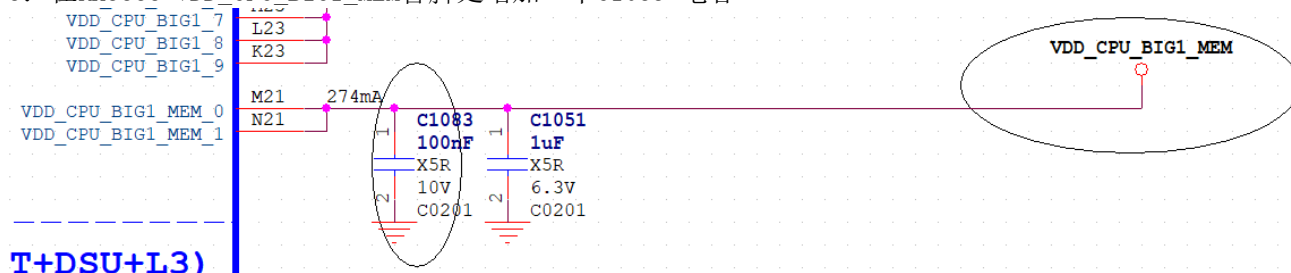 VDD_CPU_BIG1_7
VDD_CPU_BIG1_8 L23
VDD_CPU_BIG1_9 K23
VDD_CPU_BIG1_MEM
VDD_CPU_BIG1_MEM_0 M21 274mA
VDD_CPU_BIG1_MEM_1 N21
C1083 C1051
1 100nF 1 1uF
X5R X5R
10V 6.3V
2 C0201 2 C0201
T+DSU+L3)